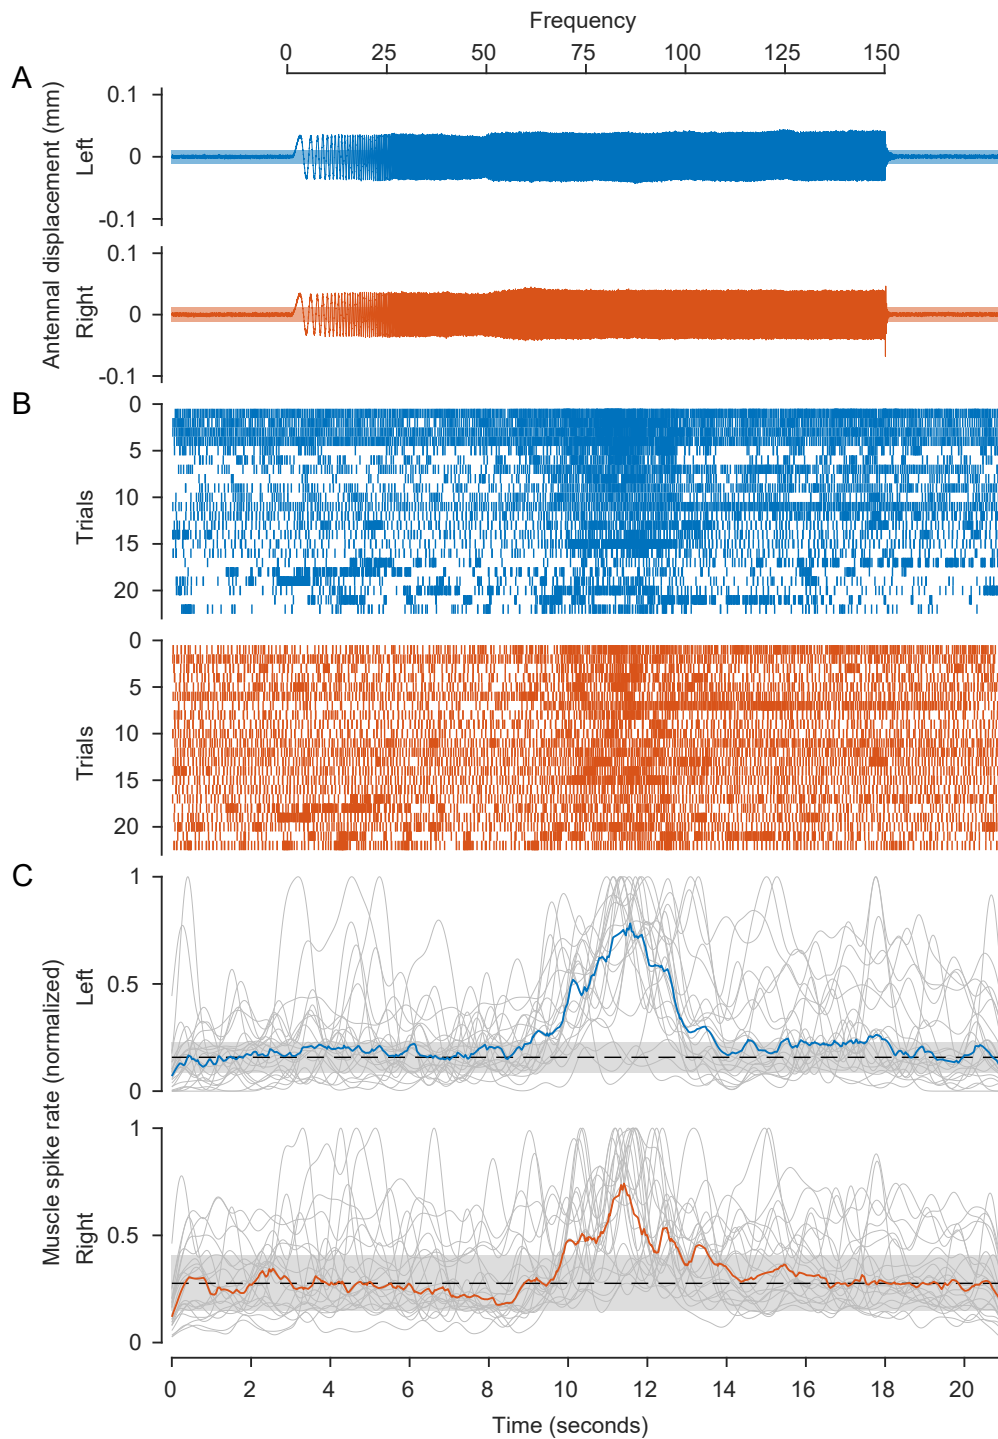 Frequency
0 25 50 75 100 125 150
A
Antennal displacement (mm)
Left
0.1
0
-0.1
Right
0.1
0
-0.1
B
Trials
0
5
10
15
20
Trials
0
5
10
15
20
C
Muscle spike rate (normalized)
Left
1
0.5
0
Right
1
0.5
0
0 2 4 6 8 10 12 14 16 18 20
Time (seconds)